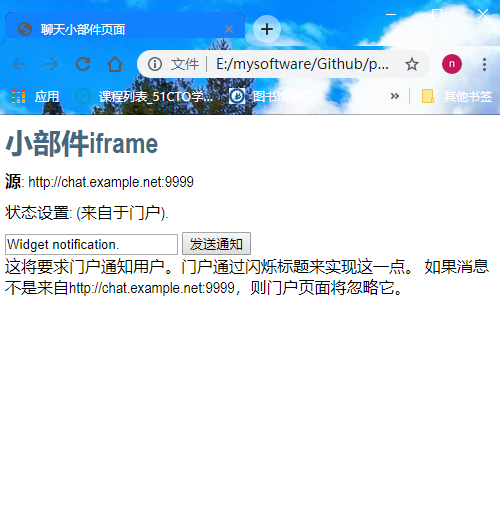 聊天小部件页面
文件 E:/mysoftware/Github/p...
n
应用 课程列表_51CTO学... 图书馆 » 其他书签
小部件iframe
源: http://chat.example.net:9999
状态设置: (来自于门户).
Widget notification. 发送通知
这将要求门户通知用户。门户通过闪烁标题来实现这一点。 如果消息
不是来自http://chat.example.net:9999，则门户页面将忽略它。